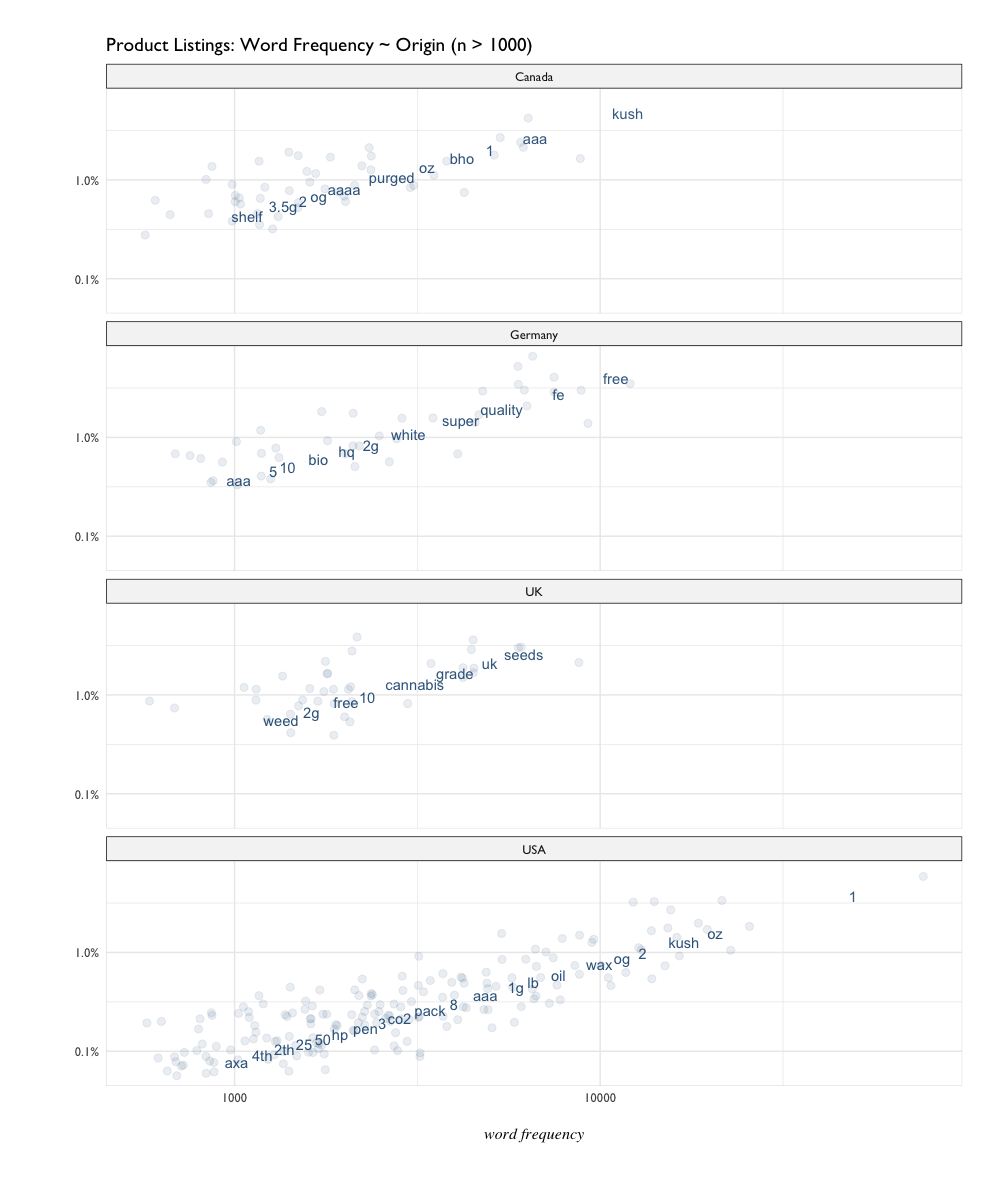 Product Listings: Word Frequency ~ Origin (n > 1000)
Canada
kush
aaa
1
bho
oz
purged
aaaa
og
2
3.5g
shelf
1.0%
0.1%
Germany
free
fe
quality
super
white
2g
hq
bio
10
5
aaa
1.0%
0.1%
UK
seeds
uk
grade
cannabis
10
free
2g
weed
1.0%
0.1%
USA
1
oz
kush
2
og
wax
oil
lb
1g
aaa
8
pack
co2
3
pen
hp
50
25
2th
4th
axa
1.0%
0.1%
1000 10000
word frequency